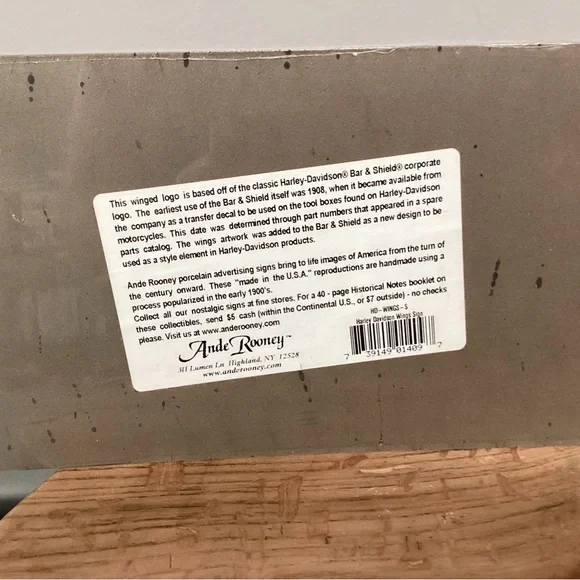 This winged logo is based off of the classic Harley-Davidson® Bar & Shield® corporate
logo. The earliest use of the Bar & Shield itself was 1908, when it became available from
the company as a transfer decal to be used on the tool boxes found on Harley-Davidson
motorcycles. This date was determined through part numbers that appeared in a spare
parts catalog. The wings artwork was added to the Bar & Shield as a new design to be
used as a style element in Harley-Davidson products.
Ande Rooney porcelain advertising signs bring to life images of America from the turn of
the century onward. These "made in the U.S.A." reproductions are handmade using a
process popularized in the early 1900's.
Collect all our nostalgic signs at fine stores. For a 40 - page Historical Notes booklet on
these collectibles, send $5 cash (within the Continental U.S., or $7 outside) - no checks
please. Visit us at www.anderooney.com
Ande Rooney™
311 Lumen Ln. Highland, NY 12528
www.anderooney.com
HD-WINGS-S
Harley Davidson Wings Sign
7 39149 01409 7